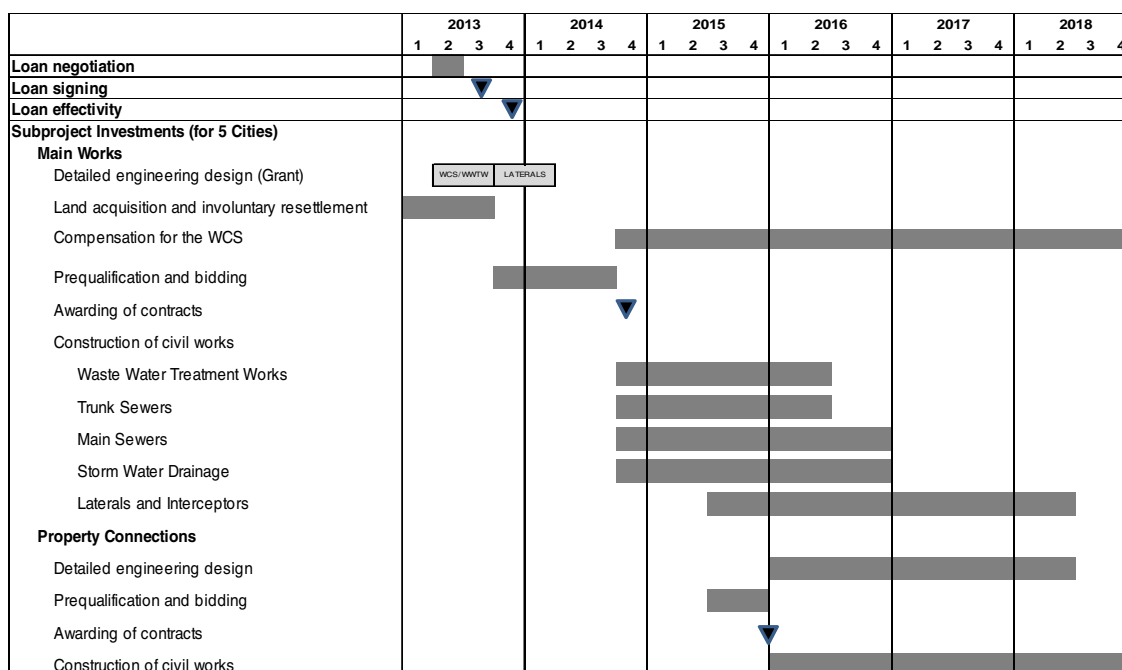 2013 2014 2015 2016 2017 2018
1 2 3 4 1 2 3 4 1 2 3 4 1 2 3 4 1 2 3 4 1 2 3 4
Loan negotiation
Loan signing
Loan effectivity
Subproject Investments (for 5 Cities)
Main Works
Detailed engineering design (Grant) WCS/WWTW LATERALS
Land acquisition and involuntary resettlement
Compensation for the WCS
Prequalification and bidding
Awarding of contracts
Construction of civil works
Waste Water Treatment Works
Trunk Sewers
Main Sewers
Storm Water Drainage
Laterals and Interceptors
Property Connections
Detailed engineering design
Prequalification and bidding
Awarding of contracts
Construction of civil works